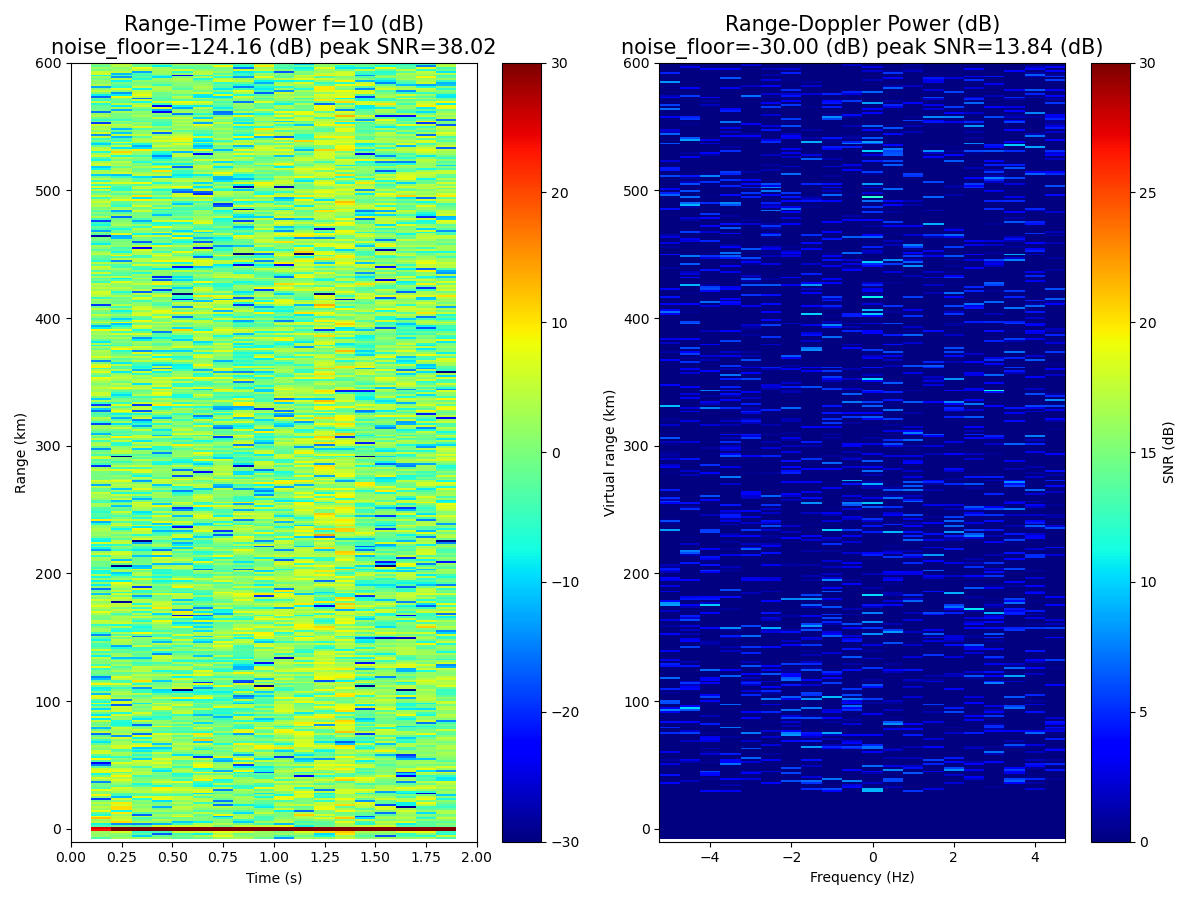 Range-Time Power f=10 (dB)
noise_floor=-124.16 (dB) peak SNR=38.02
Range (km)
600
500
400
300
200
100
0
0.00 0.25 0.50 0.75 1.00 1.25 1.50 1.75 2.00
Time (s)
30
20
10
0
−10
−20
−30
Range-Doppler Power (dB)
noise_floor=-30.00 (dB) peak SNR=13.84 (dB)
Virtual range (km)
600
500
400
300
200
100
0
−4 −2 0 2 4
Frequency (Hz)
30
25
20
15
10
5
0
SNR (dB)